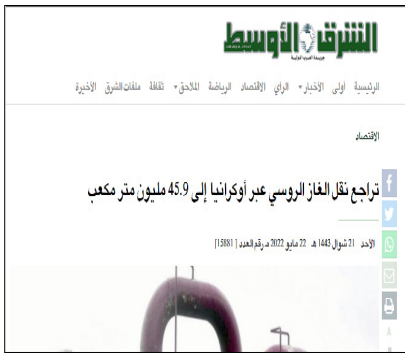 الشرق الأوسط
جريدة العرب الدولية
الرئيسية أولى الأخبار الرأي الاقتصاد الرياضة الملاحق ثقافة ملفات الشرق الأخيرة
الاقتصاد
تراجع نقل الغاز الروسي عبر أوكرانيا إلى 45.9 مليون متر مكعب
الأحد 21 شوال 1443 هـ 22 مايو 2022 مـ رقم العدد [15881]
A